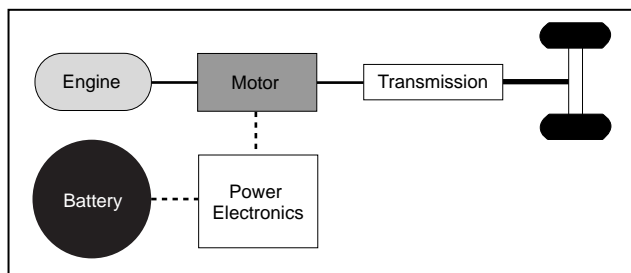 Engine
Motor
Transmission
Battery
Power
Electronics